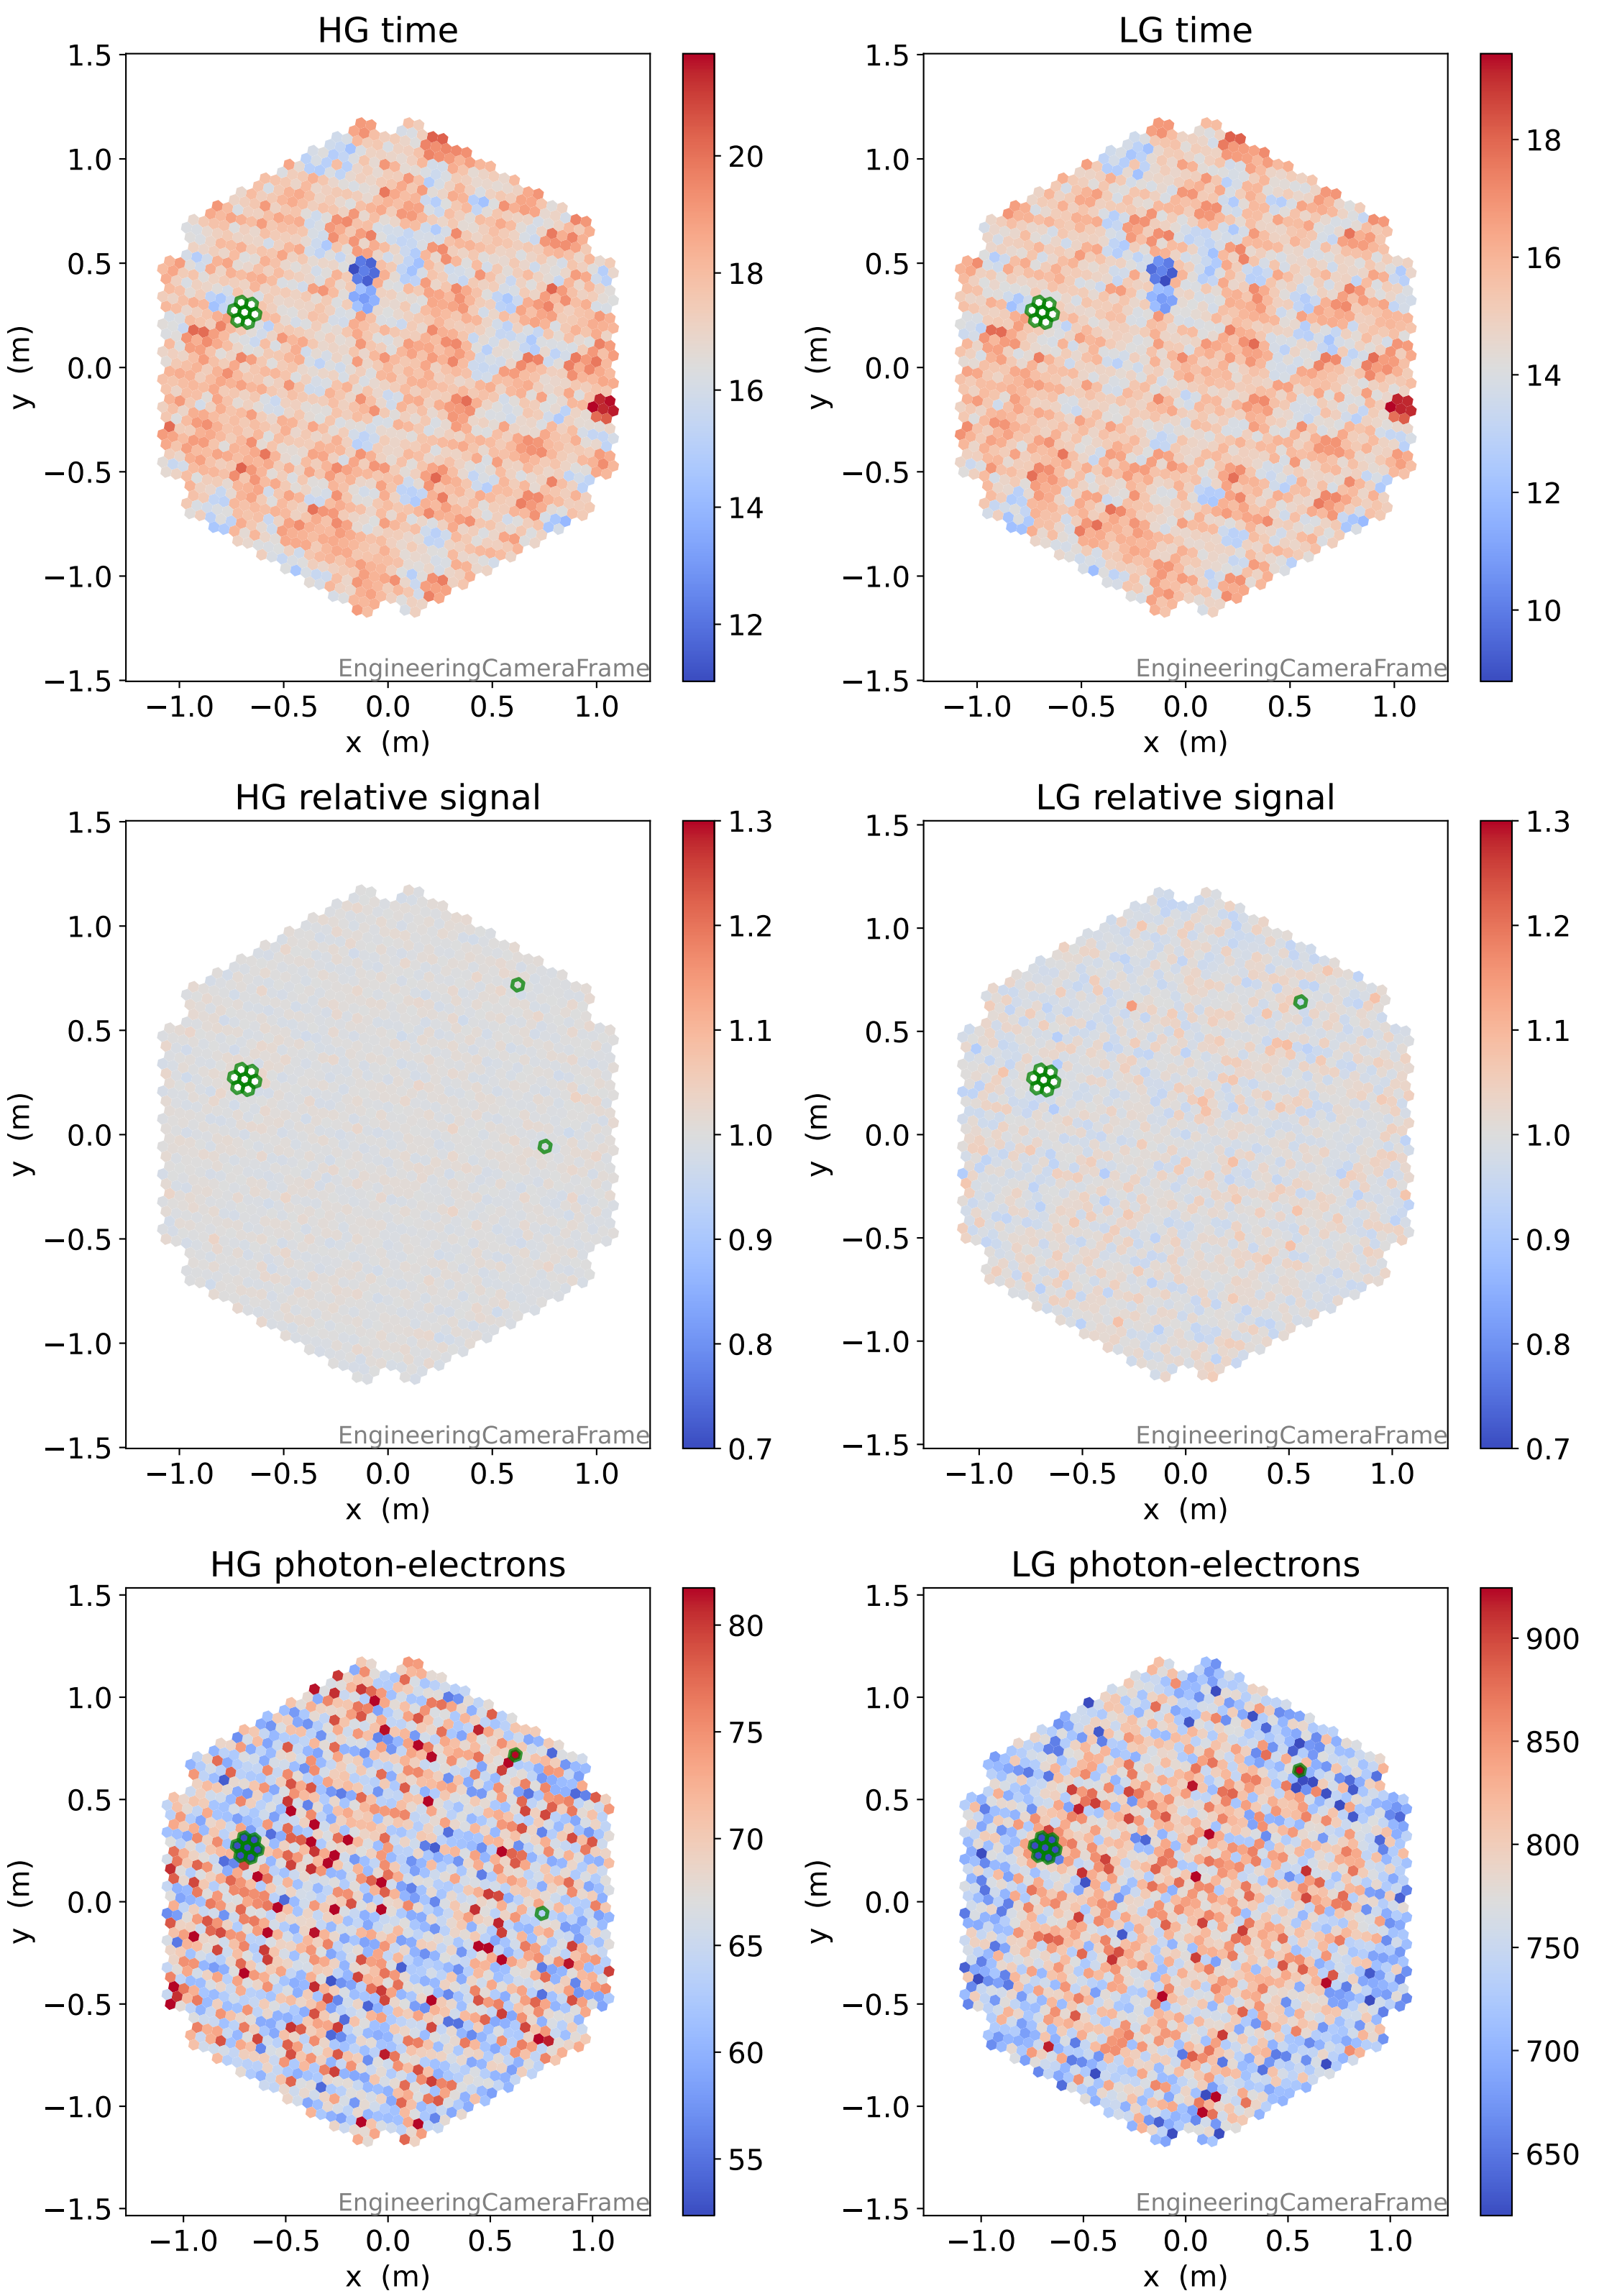 HG time
LG time
1.5
1.0
0.5
0.0
−0.5
−1.0
−1.5
y (m)
−1.0 −0.5 0.0 0.5 1.0
x (m)
EngineeringCameraFrame
20
18
16
14
12
1.5
1.0
0.5
0.0
−0.5
−1.0
−1.5
y (m)
−1.0 −0.5 0.0 0.5 1.0
x (m)
EngineeringCameraFrame
18
16
14
12
10
HG relative signal
LG relative signal
1.5
1.0
0.5
0.0
−0.5
−1.0
−1.5
y (m)
−1.0 −0.5 0.0 0.5 1.0
x (m)
EngineeringCameraFrame
1.3
1.2
1.1
1.0
0.9
0.8
0.7
1.5
1.0
0.5
0.0
−0.5
−1.0
−1.5
y (m)
−1.0 −0.5 0.0 0.5 1.0
x (m)
EngineeringCameraFrame
1.3
1.2
1.1
1.0
0.9
0.8
0.7
HG photon-electrons
LG photon-electrons
1.5
1.0
0.5
0.0
−0.5
−1.0
−1.5
y (m)
−1.0 −0.5 0.0 0.5 1.0
x (m)
EngineeringCameraFrame
80
75
70
65
60
55
1.5
1.0
0.5
0.0
−0.5
−1.0
−1.5
y (m)
−1.0 −0.5 0.0 0.5 1.0
x (m)
EngineeringCameraFrame
900
850
800
750
700
650